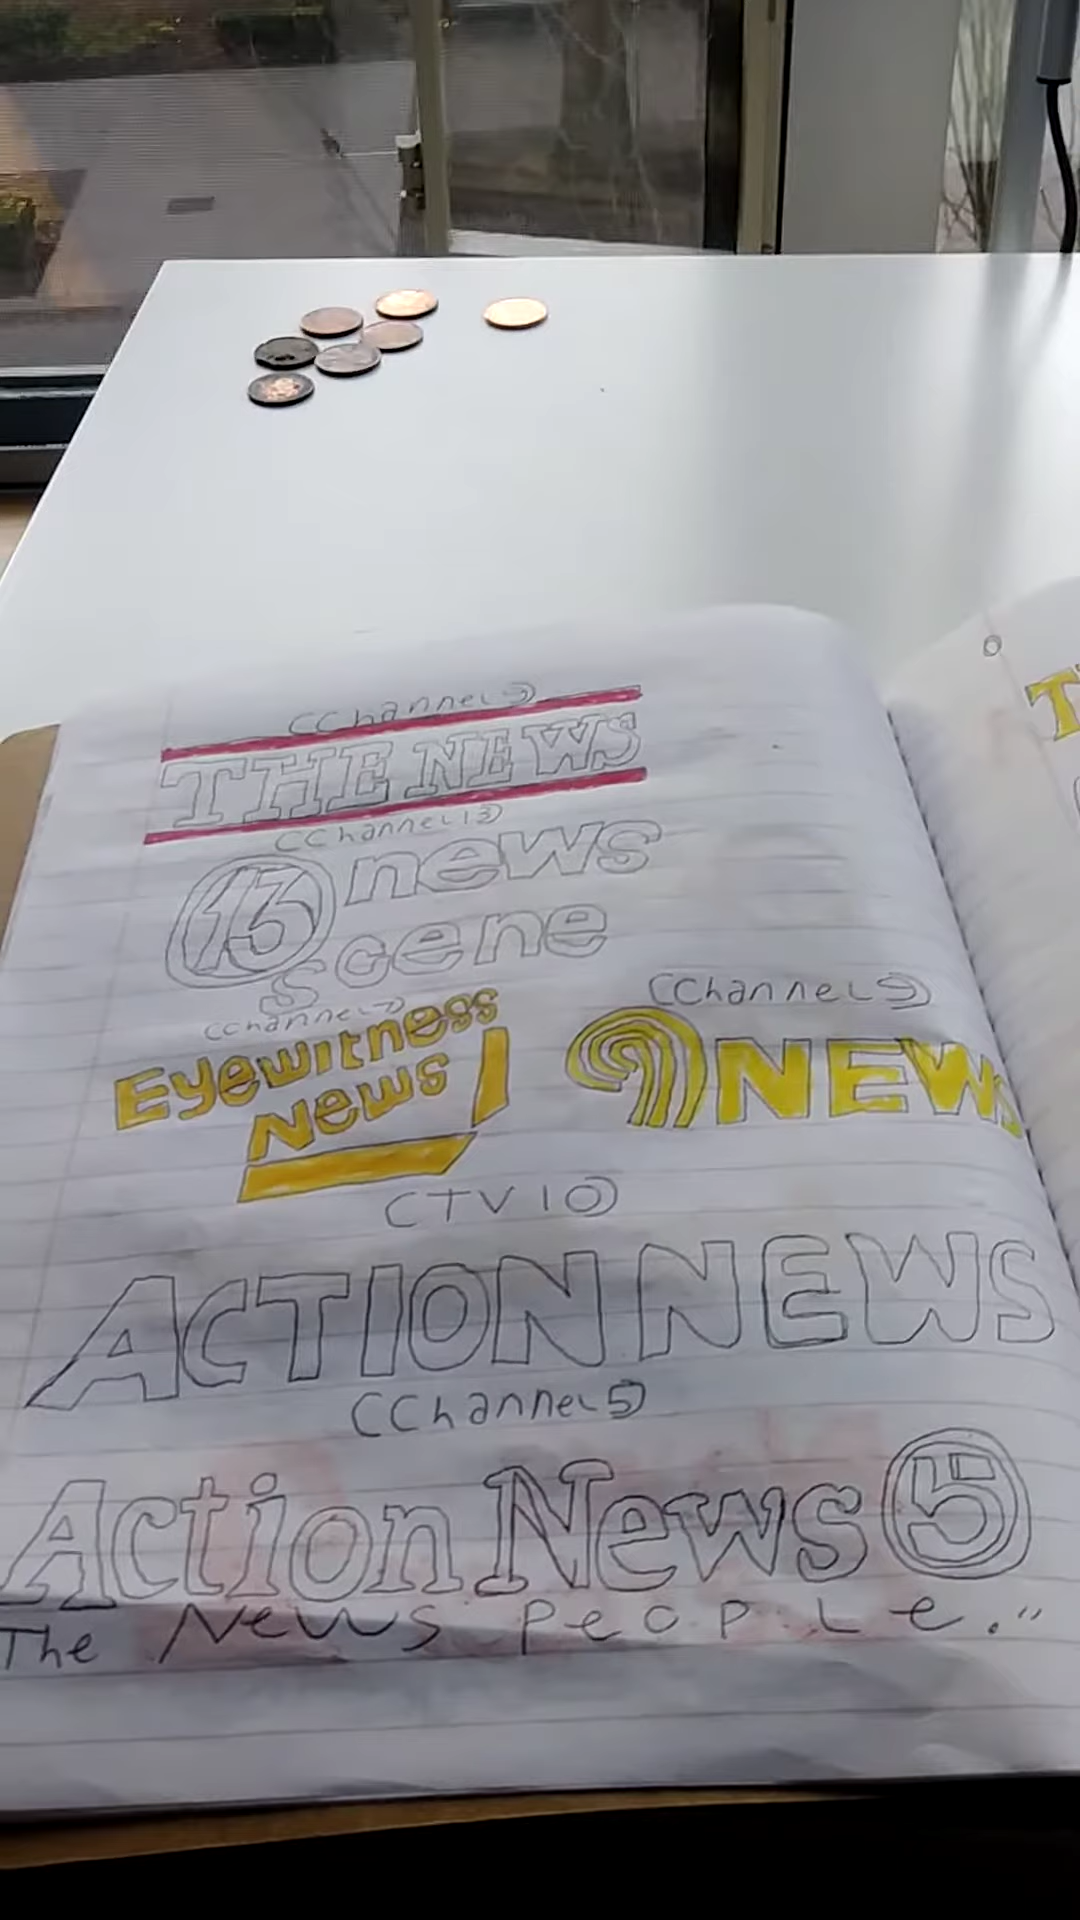 (Channel 9)
THE NEWS
(Channel 13)
13 news
scene
(Channel 7)
Eyewitness
News
(Channel 9)
9 NEWS
(TV 10)
ACTION NEWS
(Channel 5)
Action News 5
The News People."